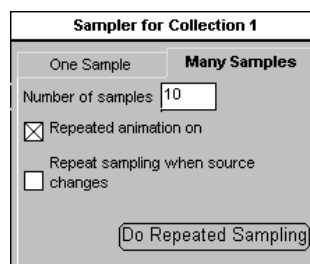 Sampler for Collection 1
One Sample
Many Samples
Number of samples 10
Repeated animation on
Repeat sampling when source
changes
Do Repeated Sampling